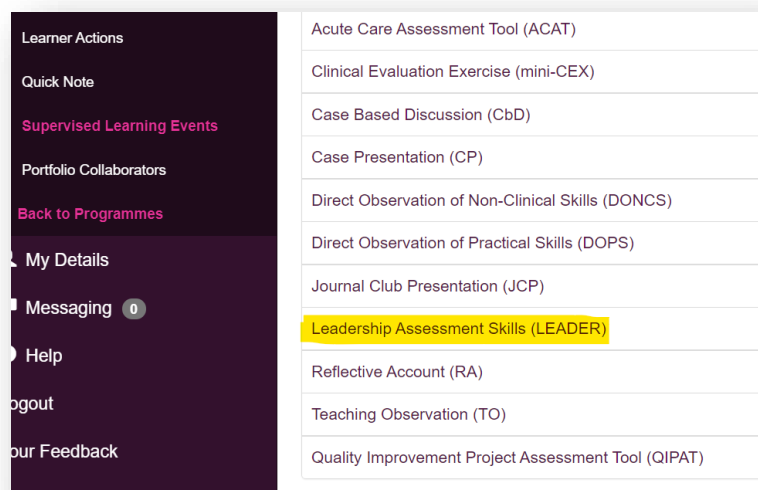 Learner Actions
Quick Note
Supervised Learning Events
Portfolio Collaborators
Back to Programmes
My Details
Messaging 0
Help
ogout
our Feedback
Acute Care Assessment Tool (ACAT)
Clinical Evaluation Exercise (mini-CEX)
Case Based Discussion (CbD)
Case Presentation (CP)
Direct Observation of Non-Clinical Skills (DONCS)
Direct Observation of Practical Skills (DOPS)
Journal Club Presentation (JCP)
Leadership Assessment Skills (LEADER)
Reflective Account (RA)
Teaching Observation (TO)
Quality Improvement Project Assessment Tool (QIPAT)